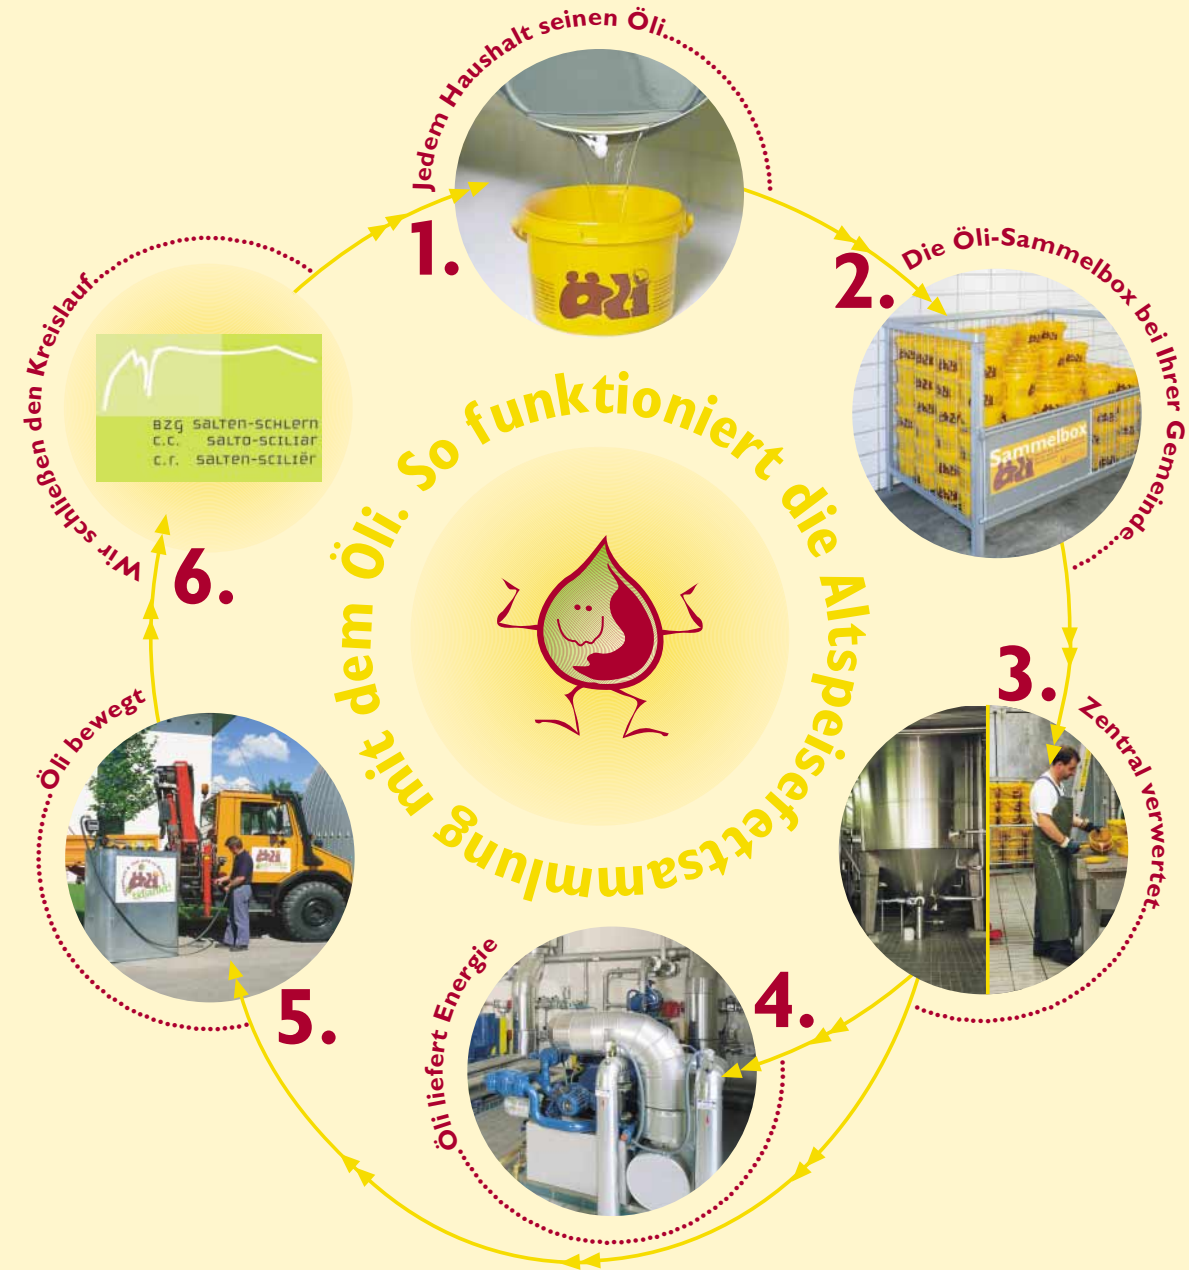 1.
Jedem Haushalt seinen Öli...
öli
2.
Die Öli-Sammelbox bei Ihrer Gemeinde...
Sammelbox
öli
3.
Zentral verwertet
4.
Öli liefert Energie
5.
Öli bewegt
öli
6.
Wir schließen den Kreislauf...
BZG SALTEN-SCHLERN
C.C. SALTO-SCILIAR
C.R. SALTEN-SCILIËR
So funktioniert die Altspeisefettsammlung mit dem Öli.